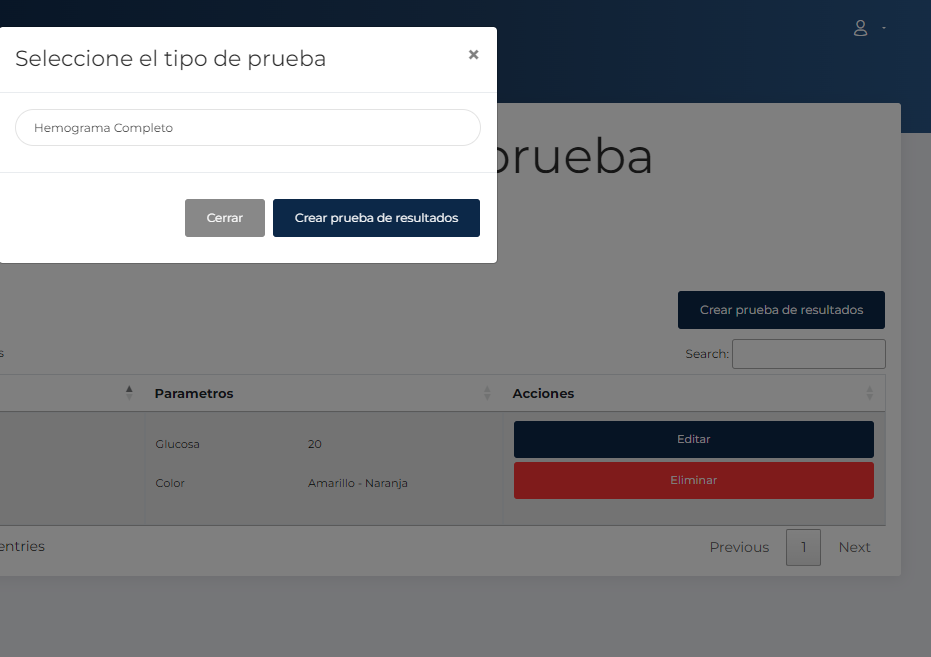 Seleccione el tipo de prueba ×
Hemograma Completo
prueba
Cerrar Crear prueba de resultados
Crear prueba de resultados
s Search:
Parametros Acciones
Glucosa 20 Editar
Color Amarillo - Naranja Eliminar
entries Previous 1 Next